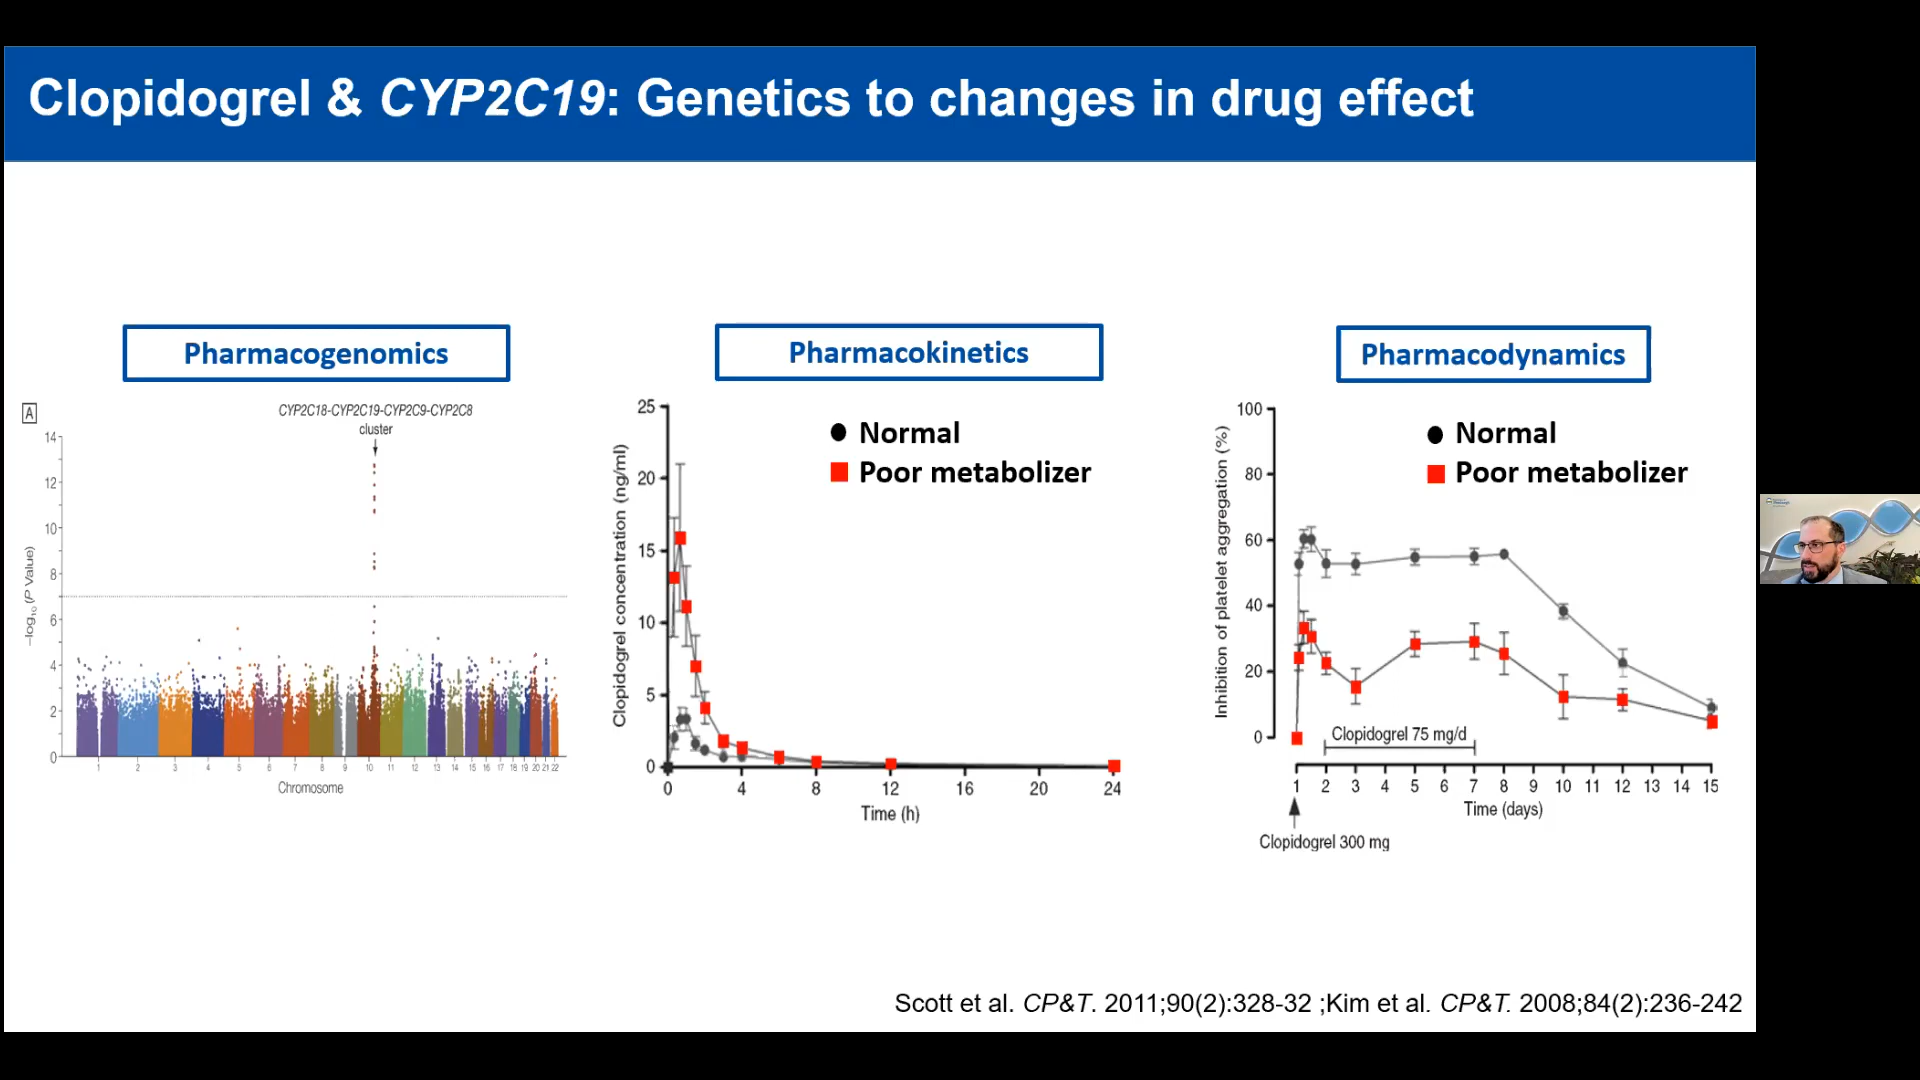 Clopidogrel & CYP2C19: Genetics to changes in drug effect
Pharmacogenomics
A
CYP2C18-CYP2C19-CYP2C9-CYP2C8
cluster
14
12
10
8
6
4
2
0
−log₁₀ (P Value)
1 2 3 4 5 6 7 8 9 10 11 12 13 14 15 16 17 18 19 20 21 22
Chromosome
Pharmacokinetics
Normal
Poor metabolizer
25
20
15
10
5
0
Clopidogrel concentration (ng/ml)
0 4 8 12 16 20 24
Time (h)
Pharmacodynamics
Normal
Poor metabolizer
100
80
60
40
20
0
Inhibition of platelet aggregation (%)
Clopidogrel 75 mg/d
1 2 3 4 5 6 7 8 9 10 11 12 13 14 15
Time (days)
Clopidogrel 300 mg
Scott et al. CP&T. 2011;90(2):328-32 ;Kim et al. CP&T. 2008;84(2):236-242